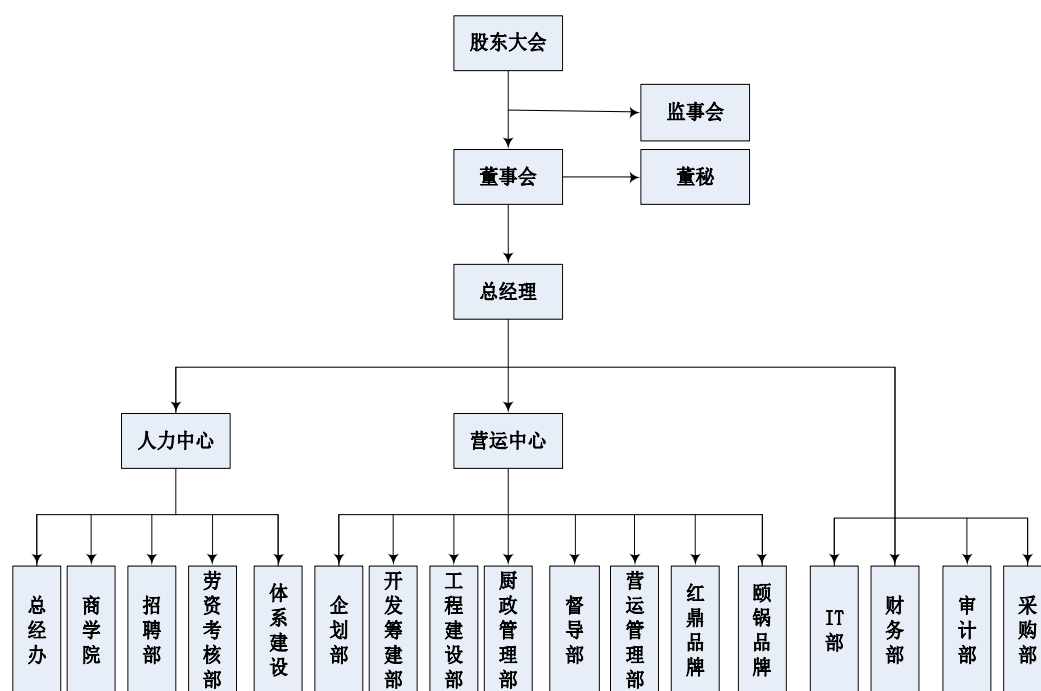 股东大会
监事会
董事会
董秘
总经理
人力中心
营运中心
总经办
商学院
招聘部
劳资考核部
体系建设
企划部
开发筹建部
工程建设部
厨政管理部
督导部
营运管理部
红鼎品牌
颐锅品牌
IT部
财务部
审计部
采购部